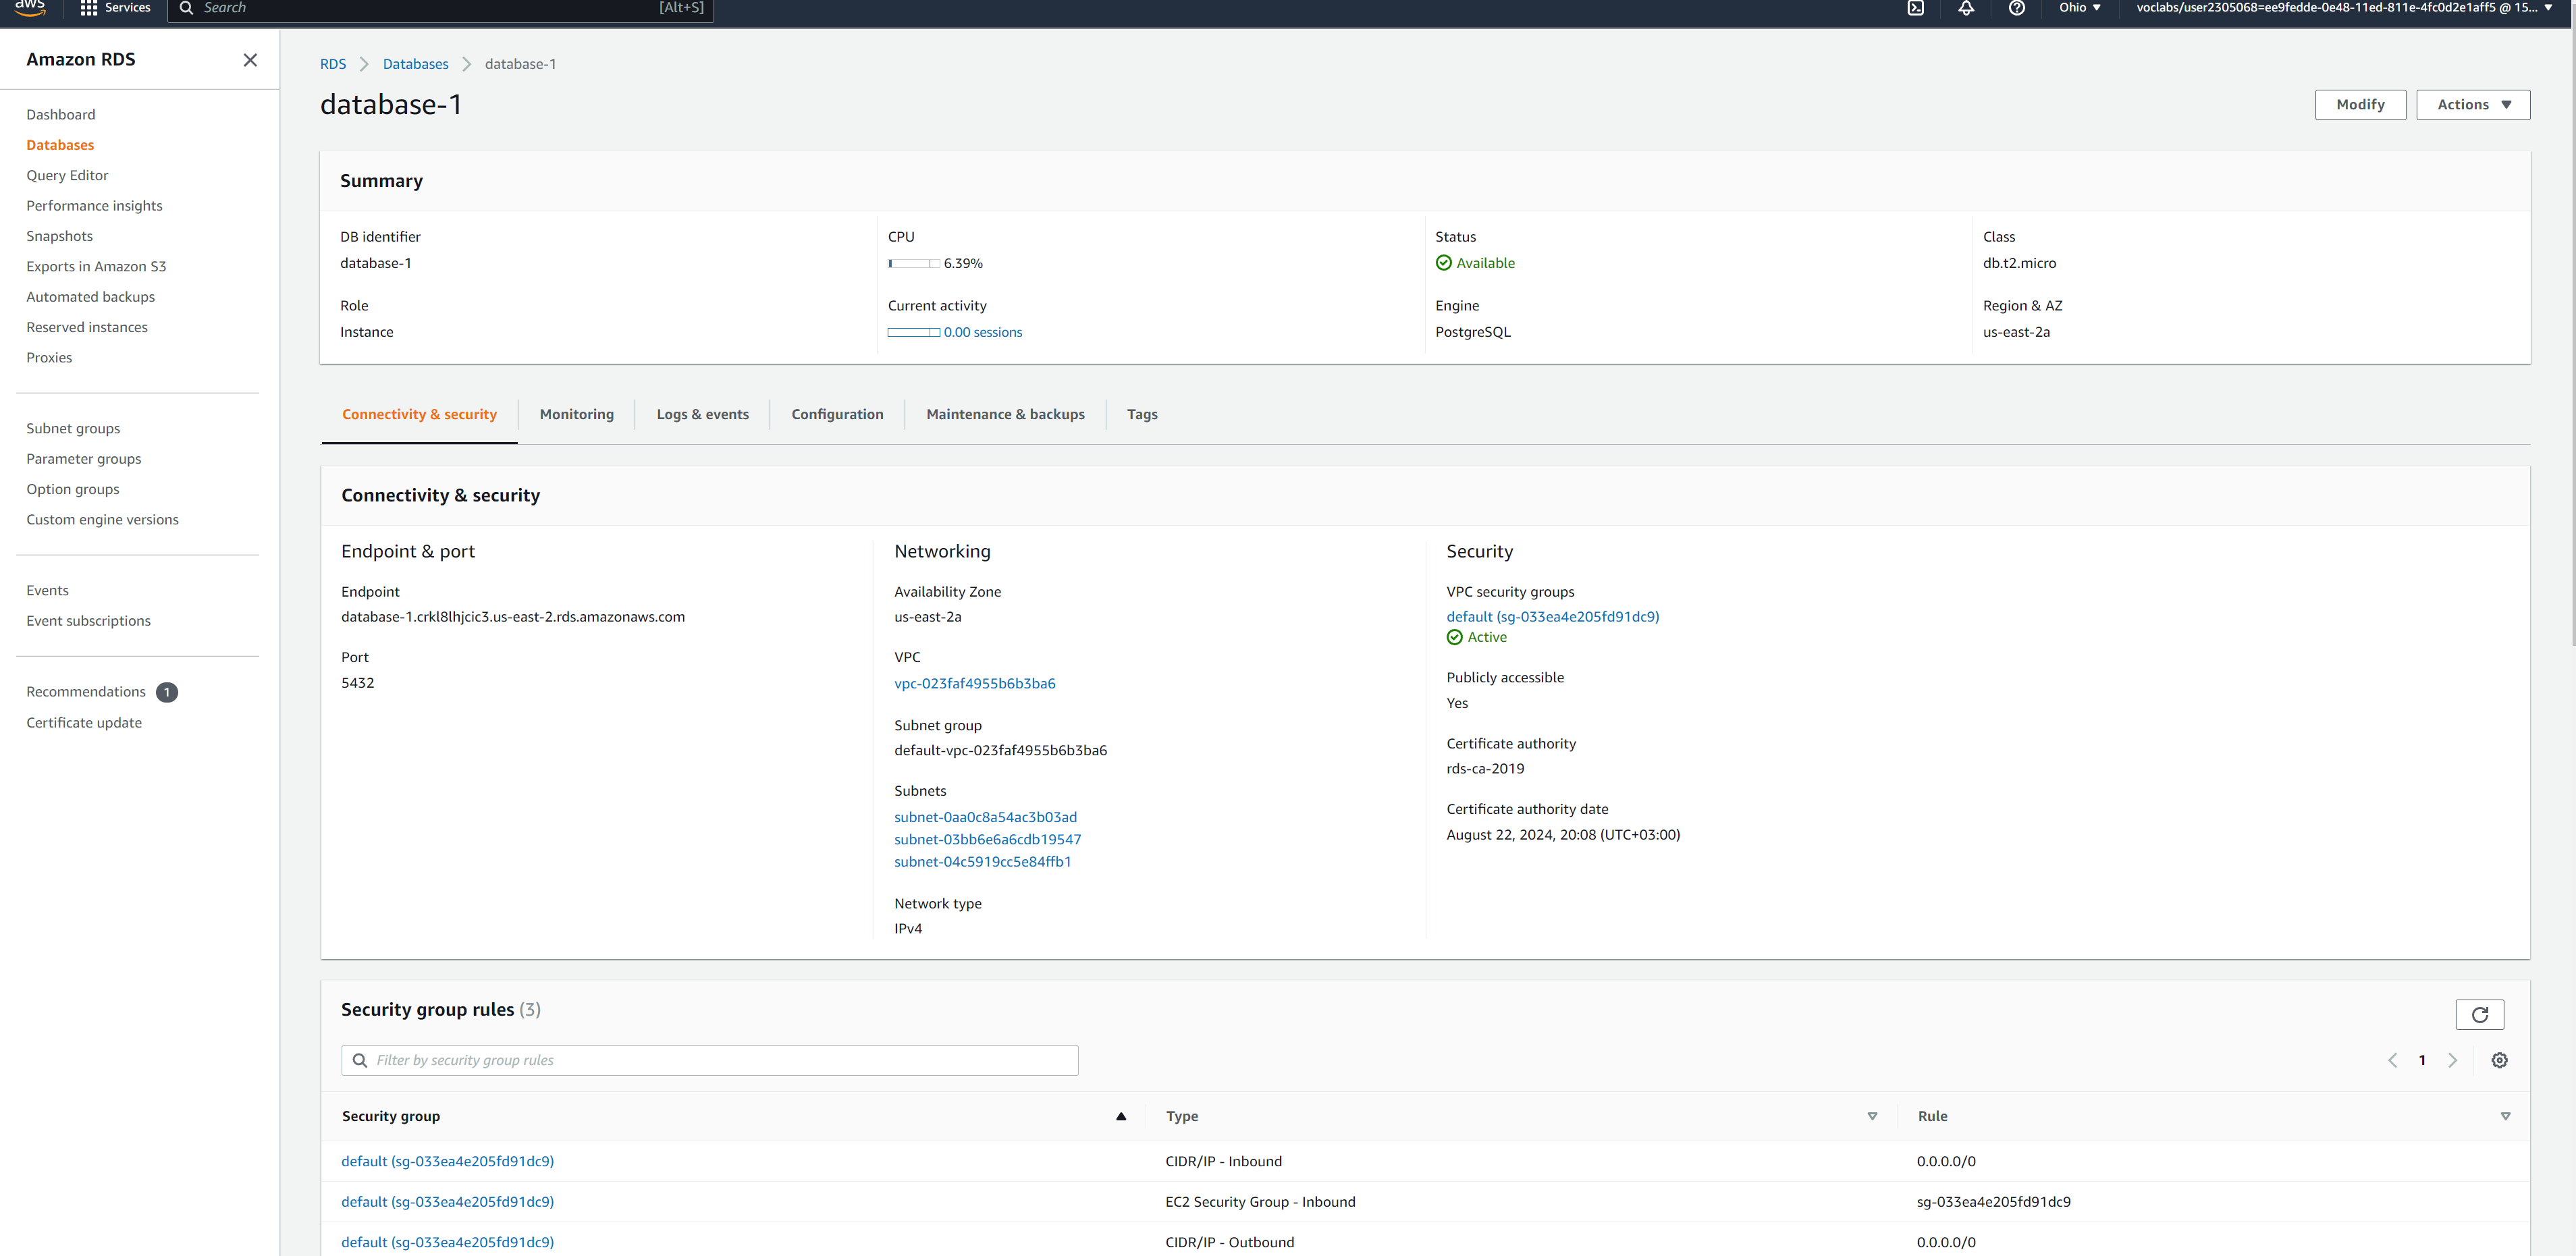 aws
Services
Search
[Alt+S]
Ohio
voclabs/user2305068=ee9fedde-0e48-11ed-811e-4fc0d2e1aff5 @ 15...
Amazon RDS
Dashboard
Databases
Query Editor
Performance insights
Snapshots
Exports in Amazon S3
Automated backups
Reserved instances
Proxies
Subnet groups
Parameter groups
Option groups
Custom engine versions
Events
Event subscriptions
Recommendations 1
Certificate update
RDS > Databases > database-1
database-1
Modify
Actions
Summary
DB identifier
database-1
Role
Instance
CPU
6.39%
Current activity
0.00 sessions
Status
Available
Engine
PostgreSQL
Class
db.t2.micro
Region & AZ
us-east-2a
Connectivity & security
Monitoring
Logs & events
Configuration
Maintenance & backups
Tags
Connectivity & security
Endpoint & port
Endpoint
database-1.crkl8lhjcic3.us-east-2.rds.amazonaws.com
Port
5432
Networking
Availability Zone
us-east-2a
VPC
vpc-023faf4955b6b3ba6
Subnet group
default-vpc-023faf4955b6b3ba6
Subnets
subnet-0aa0c8a54ac3b03ad
subnet-03bb6e6a6cdb19547
subnet-04c5919cc5e84ffb1
Network type
IPv4
Security
VPC security groups
default (sg-033ea4e205fd91dc9)
Active
Publicly accessible
Yes
Certificate authority
rds-ca-2019
Certificate authority date
August 22, 2024, 20:08 (UTC+03:00)
Security group rules (3)
Filter by security group rules
1
Security group
Type
Rule
default (sg-033ea4e205fd91dc9)
CIDR/IP - Inbound
0.0.0.0/0
default (sg-033ea4e205fd91dc9)
EC2 Security Group - Inbound
sg-033ea4e205fd91dc9
default (sg-033ea4e205fd91dc9)
CIDR/IP - Outbound
0.0.0.0/0